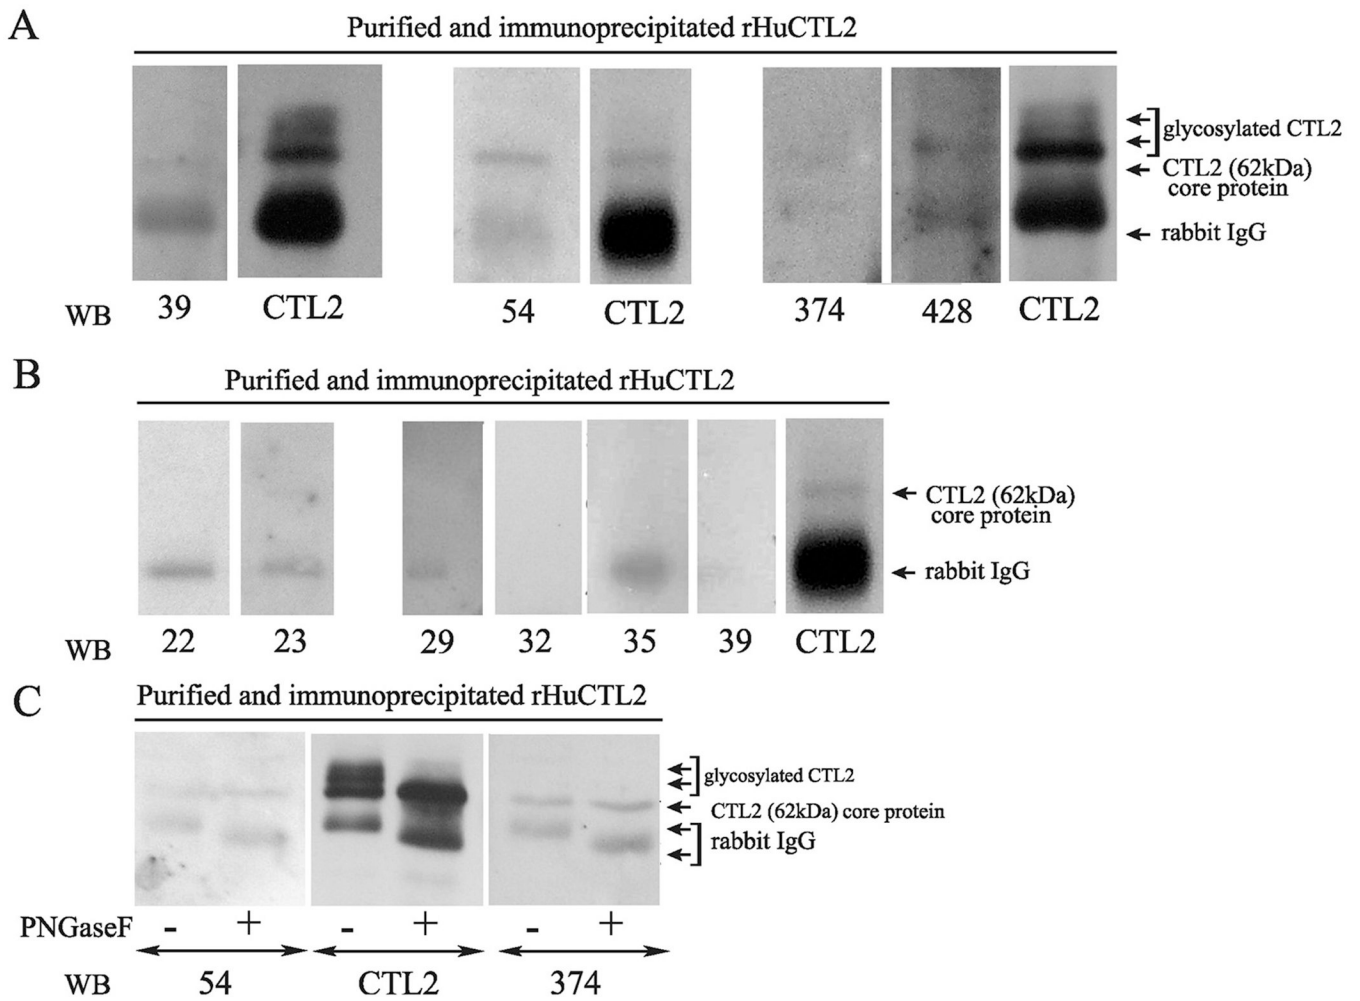 A
Purified and immunoprecipitated rHuCTL2
glycosylated CTL2
CTL2 (62kDa)
core protein
rabbit IgG
WB 39 CTL2 54 CTL2 374 428 CTL2
B
Purified and immunoprecipitated rHuCTL2
CTL2 (62kDa)
core protein
rabbit IgG
WB 22 23 29 32 35 39 CTL2
C
Purified and immunoprecipitated rHuCTL2
glycosylated CTL2
CTL2 (62kDa) core protein
rabbit IgG
PNGaseF - + - + - +
WB 54 CTL2 374